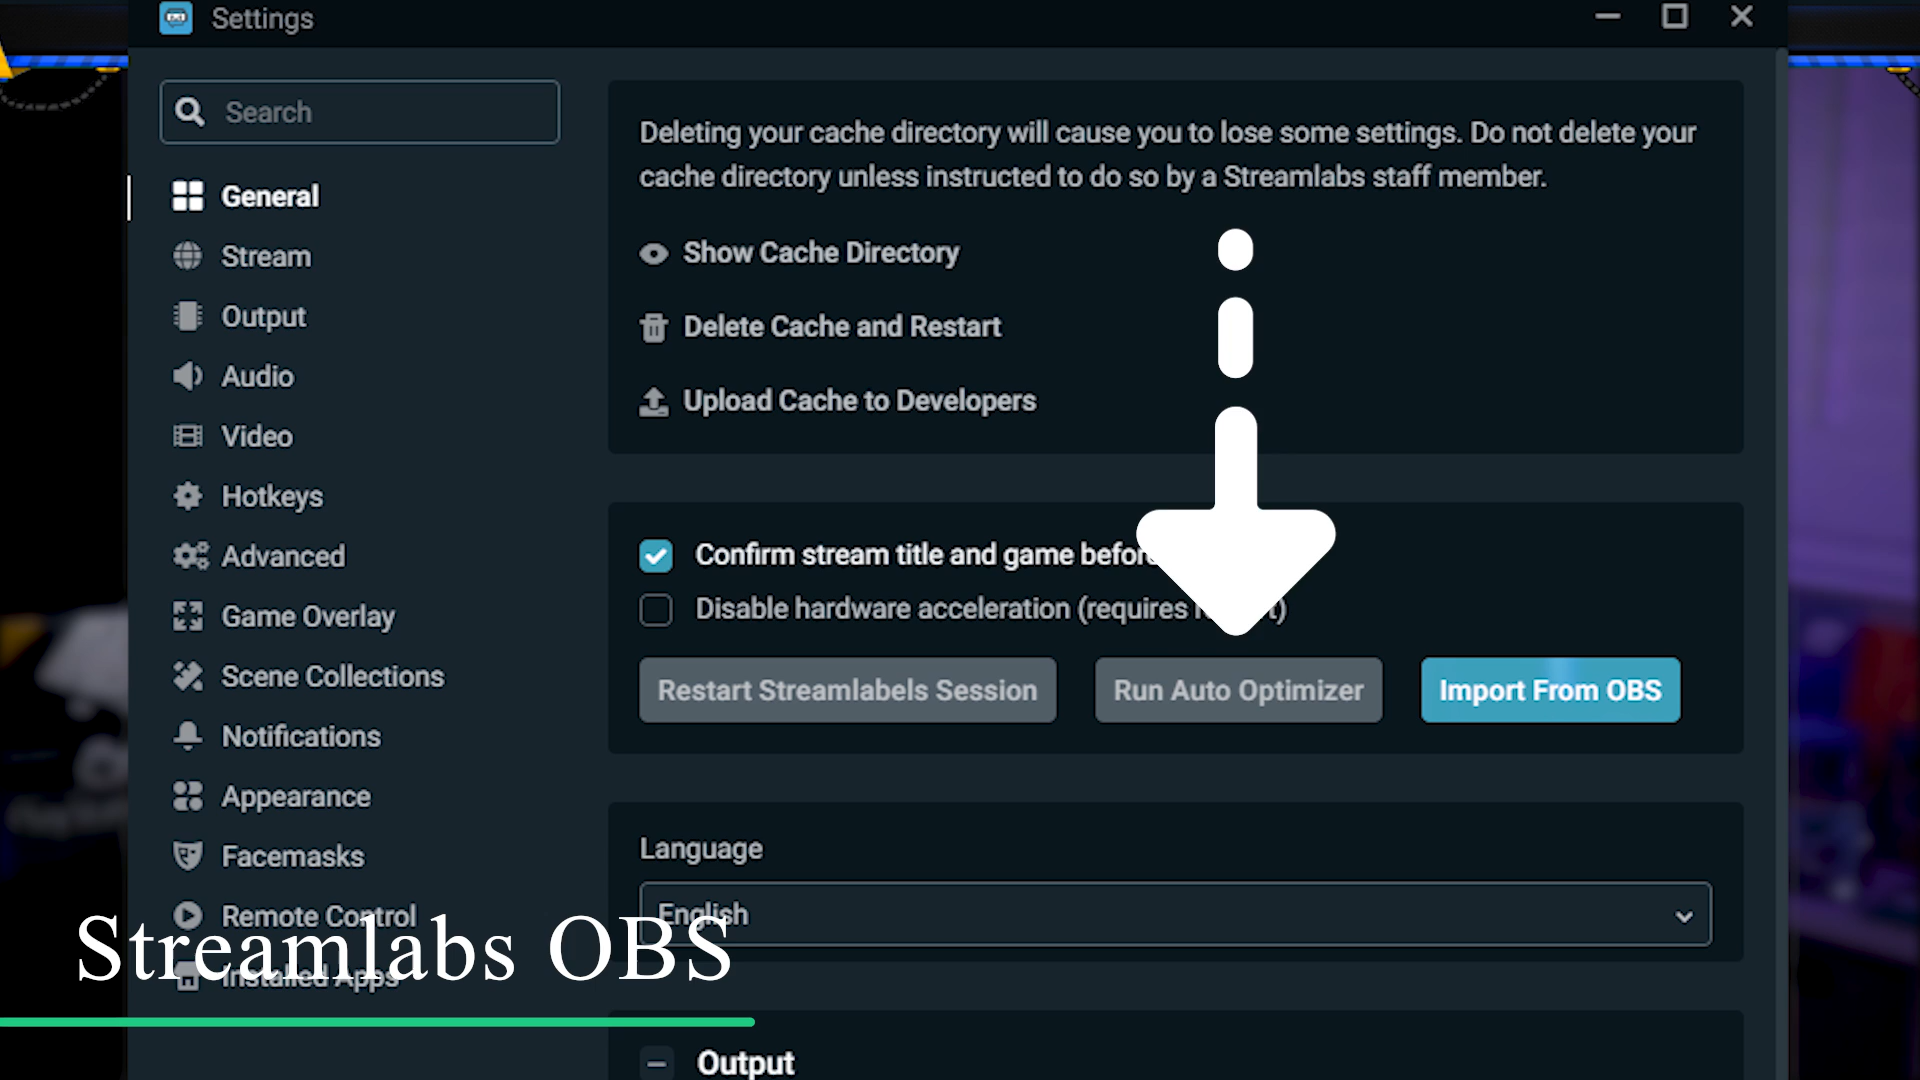 Settings
Search
General
Stream
Output
Audio
Video
Hotkeys
Advanced
Game Overlay
Scene Collections
Notifications
Appearance
Facemasks
Remote Control
Installed Apps
Deleting your cache directory will cause you to lose some settings. Do not delete your
cache directory unless instructed to do so by a Streamlabs staff member.
Show Cache Directory
Delete Cache and Restart
Upload Cache to Developers
Confirm stream title and game
Disable hardware acceleration (requires
Restart Streamlabels Session
Run Auto Optimizer
Import From OBS
Language
English
Output
Streamlabs OBS